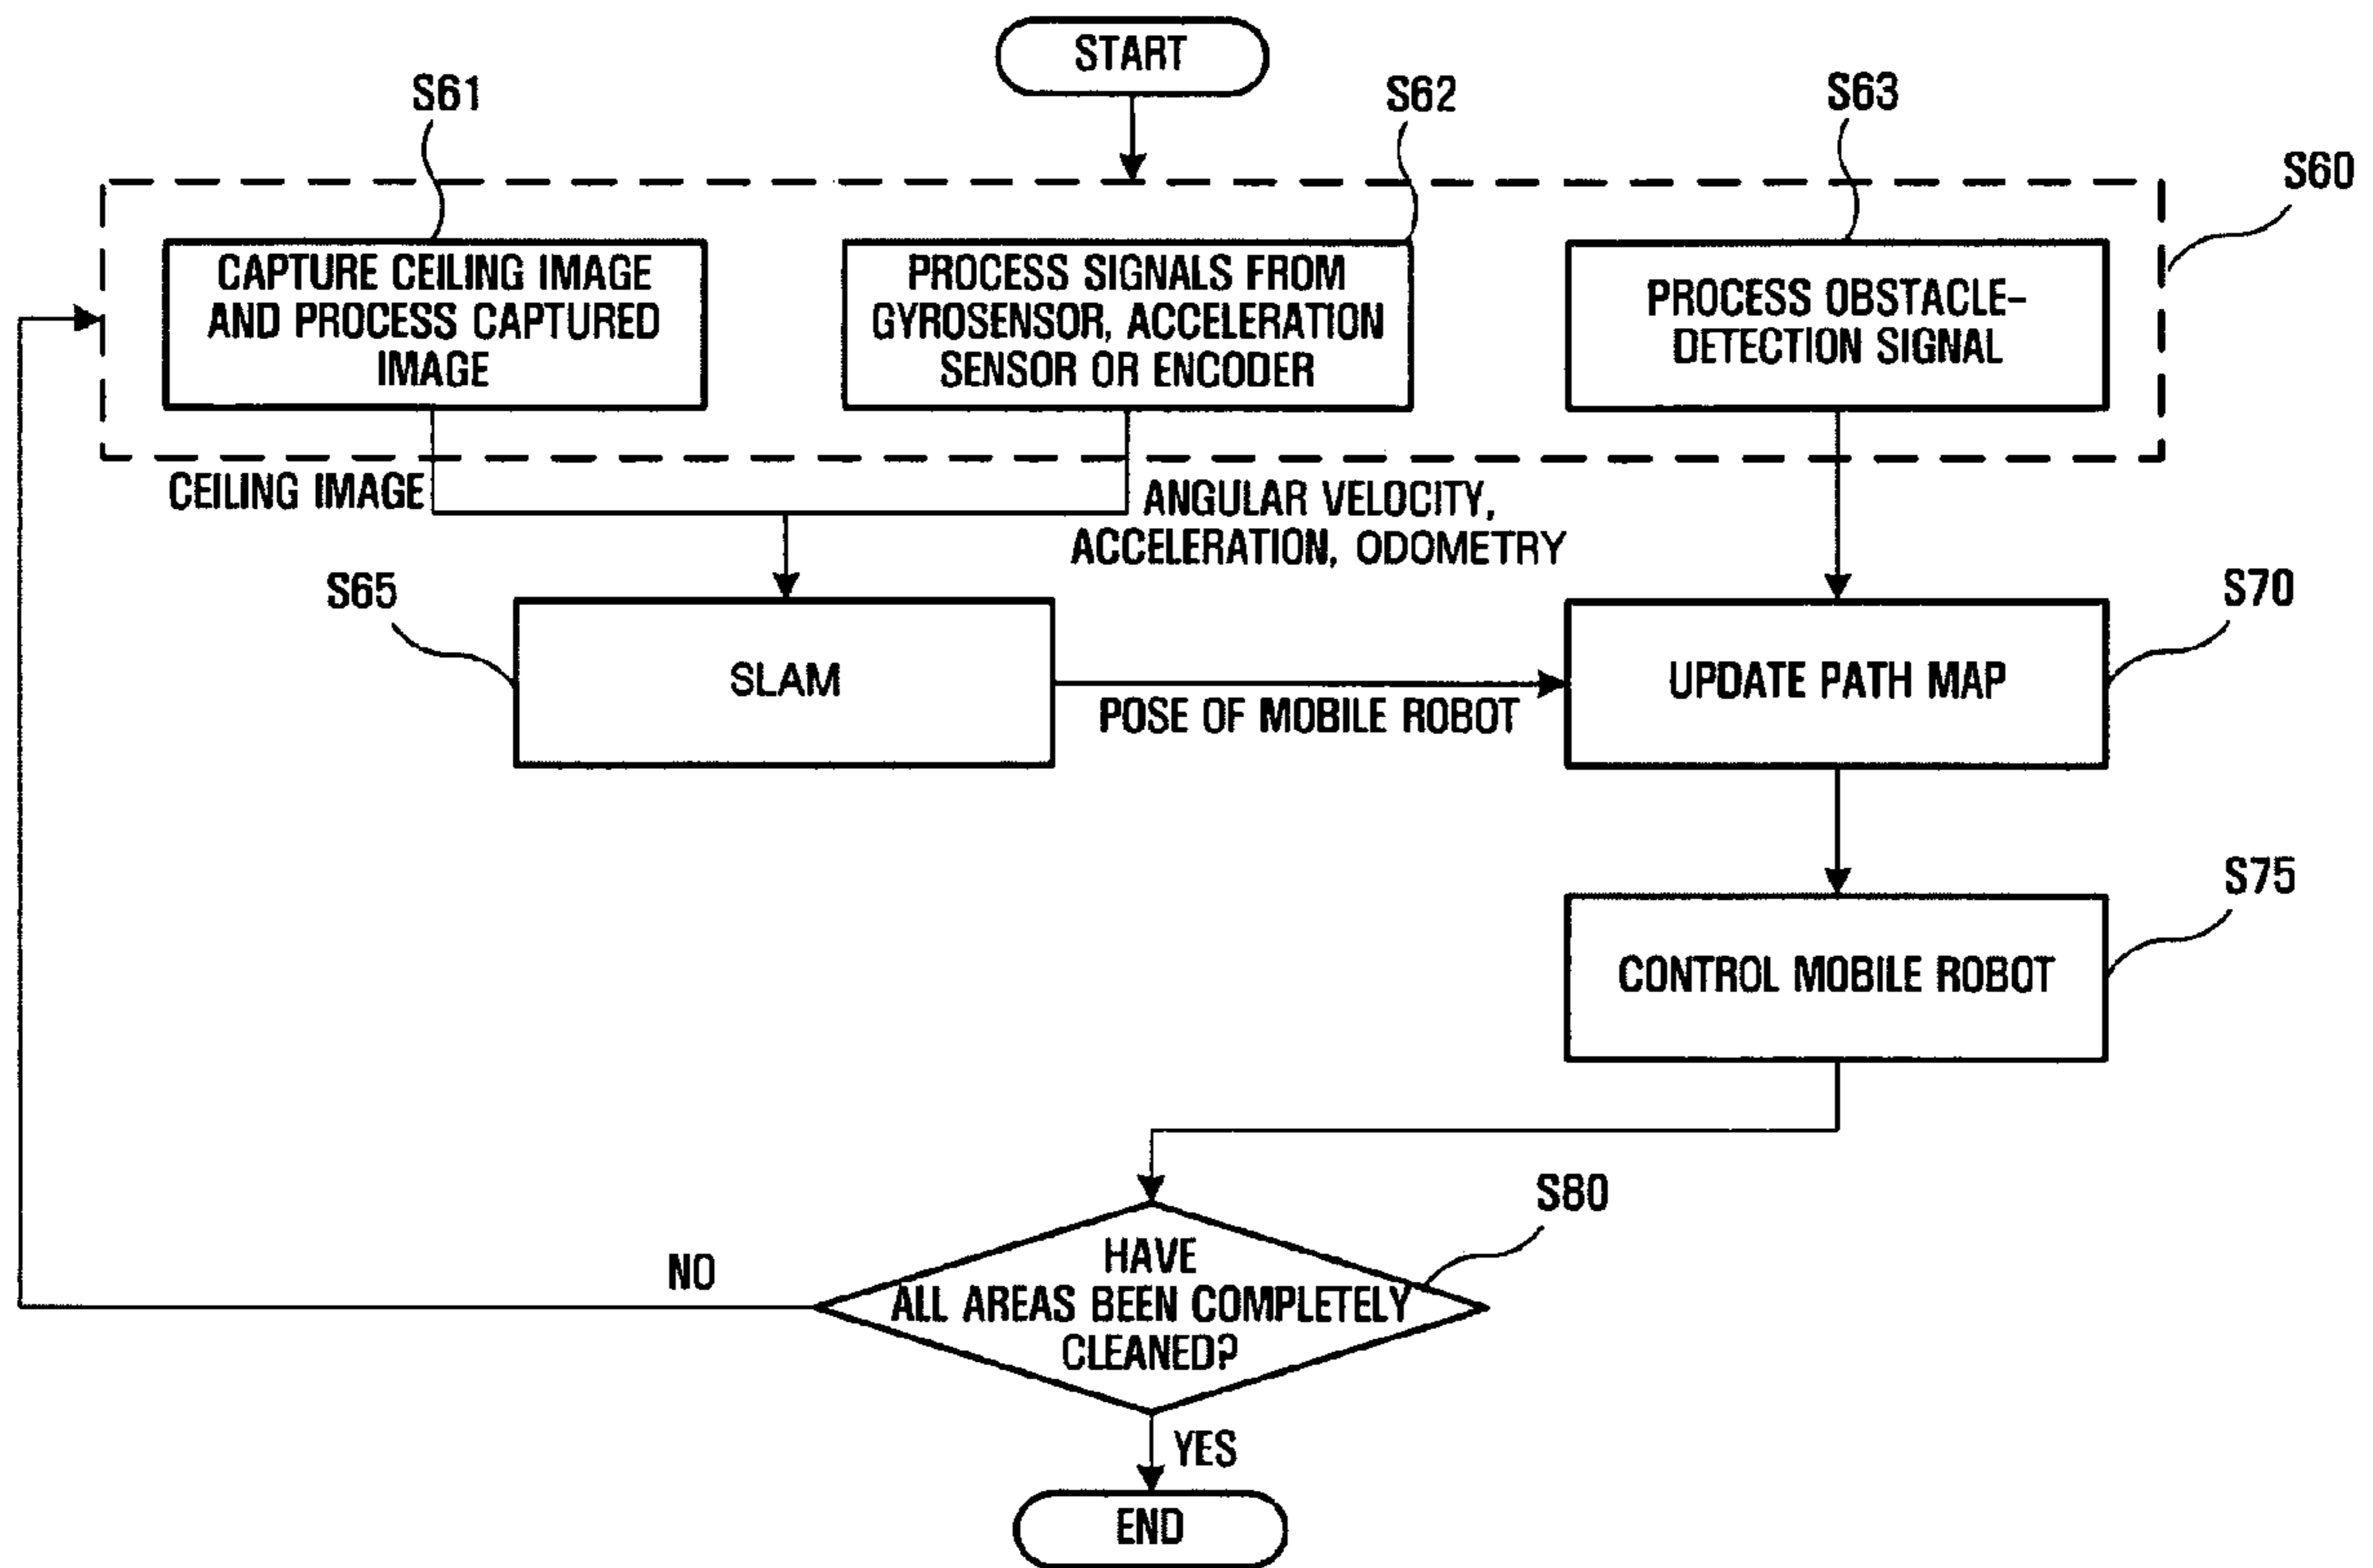 START
S61
S62
S63
S60
CAPTURE CEILING IMAGE
AND PROCESS CAPTURED
IMAGE
PROCESS SIGNALS FROM
GYROSENSOR, ACCELERATION
SENSOR OR ENCODER
PROCESS OBSTACLE-
DETECTION SIGNAL
CEILING IMAGE
ANGULAR VELOCITY,
ACCELERATION, ODOMETRY
S65
SLAM
POSE OF MOBILE ROBOT
S70
UPDATE PATH MAP
S75
CONTROL MOBILE ROBOT
S80
HAVE
ALL AREAS BEEN COMPLETELY
CLEANED?
NO
YES
END